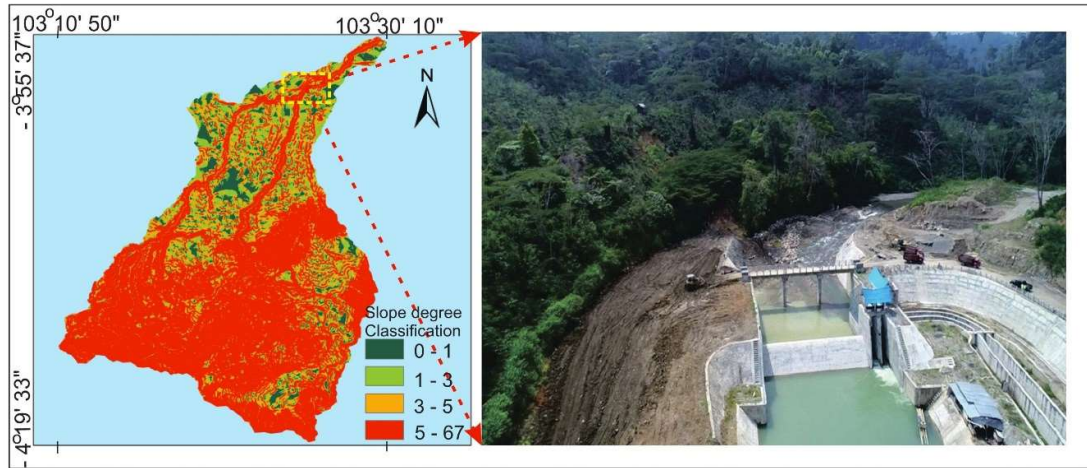 103° 10' 50"
103° 30' 10"
- 3° 55' 37"
N
Slope degree
Classification
0 - 1
1 - 3
3 - 5
5 - 67
- 4° 19' 33"